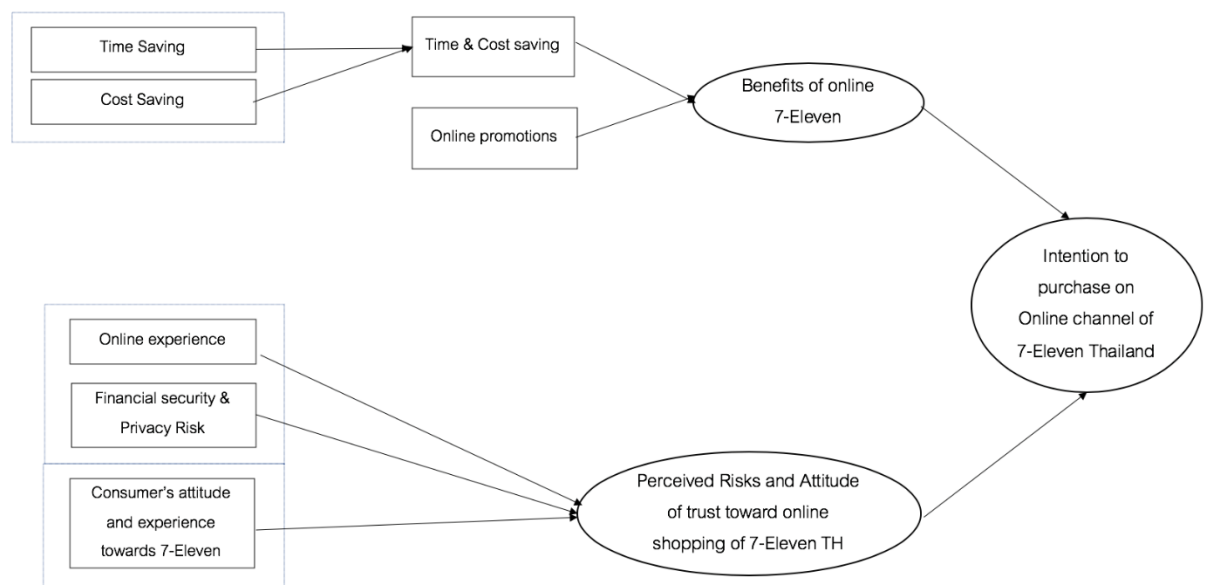 Time Saving
Cost Saving
Time & Cost saving
Online promotions
Benefits of online
7-Eleven
Intention to
purchase on
Online channel of
7-Eleven Thailand
Online experience
Financial security &
Privacy Risk
Consumer's attitude
and experience
towards 7-Eleven
Perceived Risks and Attitude
of trust toward online
shopping of 7-Eleven TH